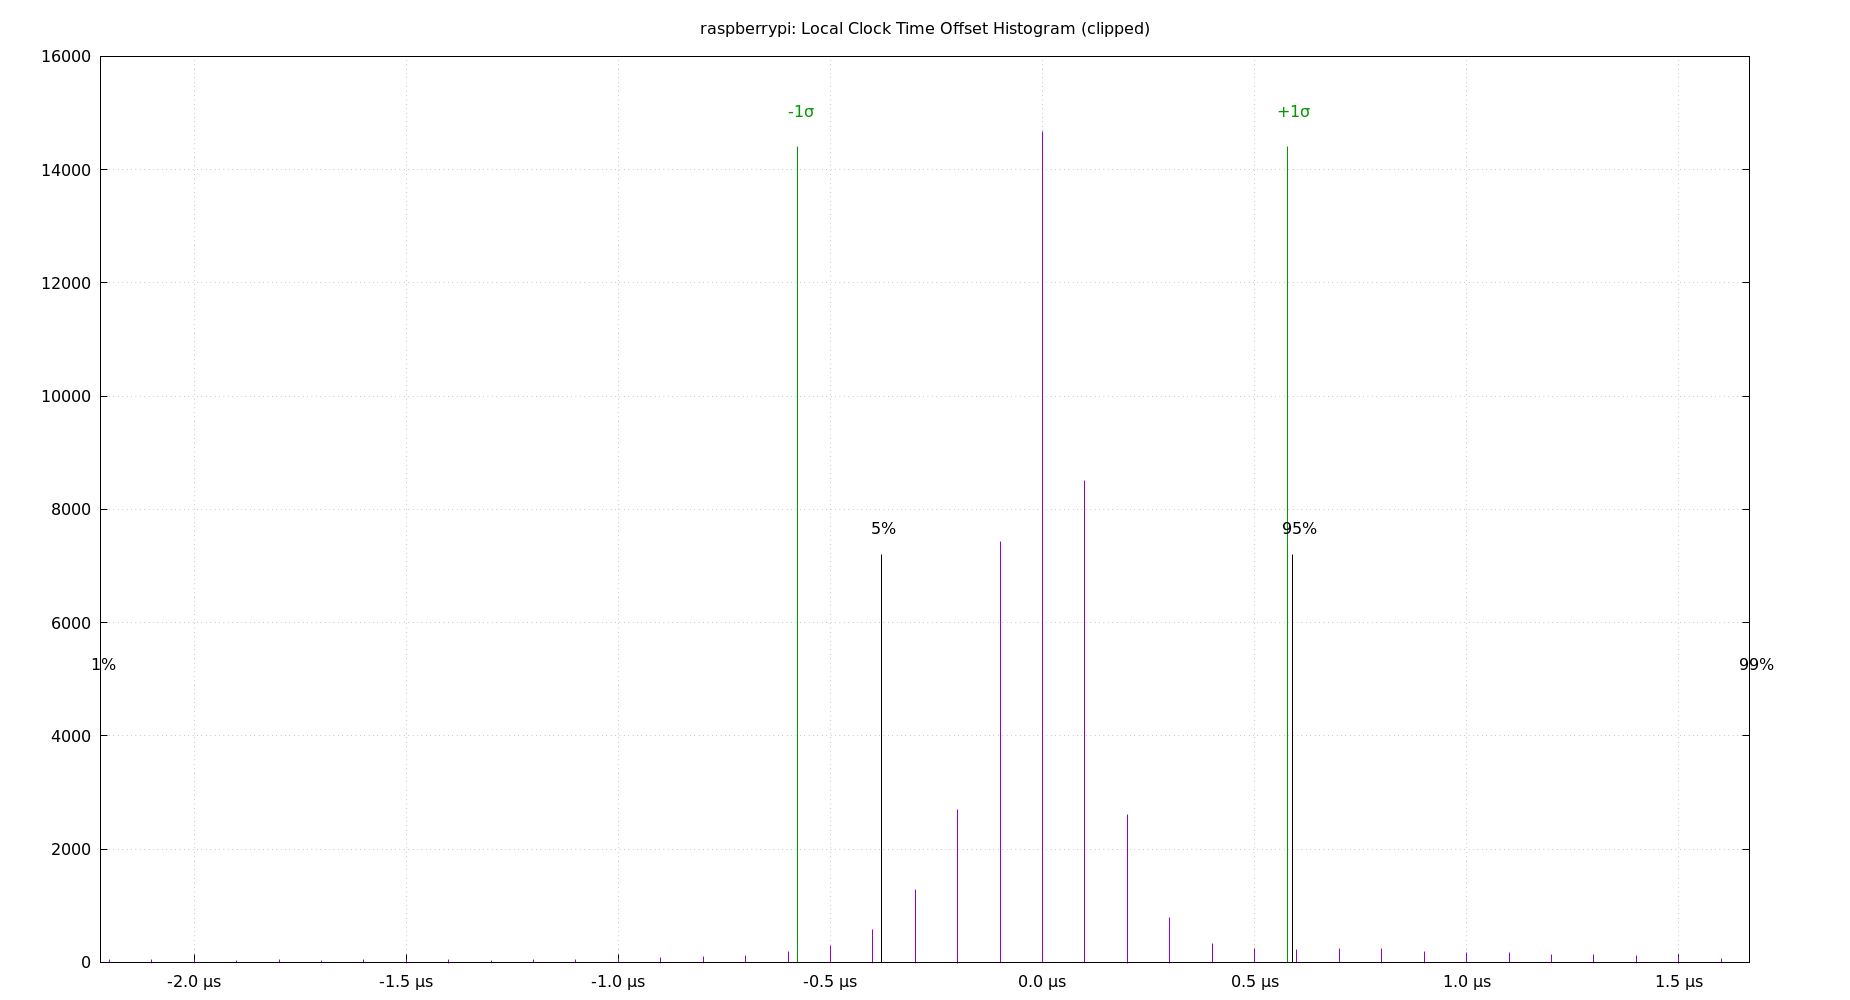 raspberrypi: Local Clock Time Offset Histogram (clipped)
16000
-1σ
+1σ
14000
12000
10000
8000
5%
95%
6000
1%
99%
4000
2000
0
-2.0 µs
-1.5 µs
-1.0 µs
-0.5 µs
0.0 µs
0.5 µs
1.0 µs
1.5 µs